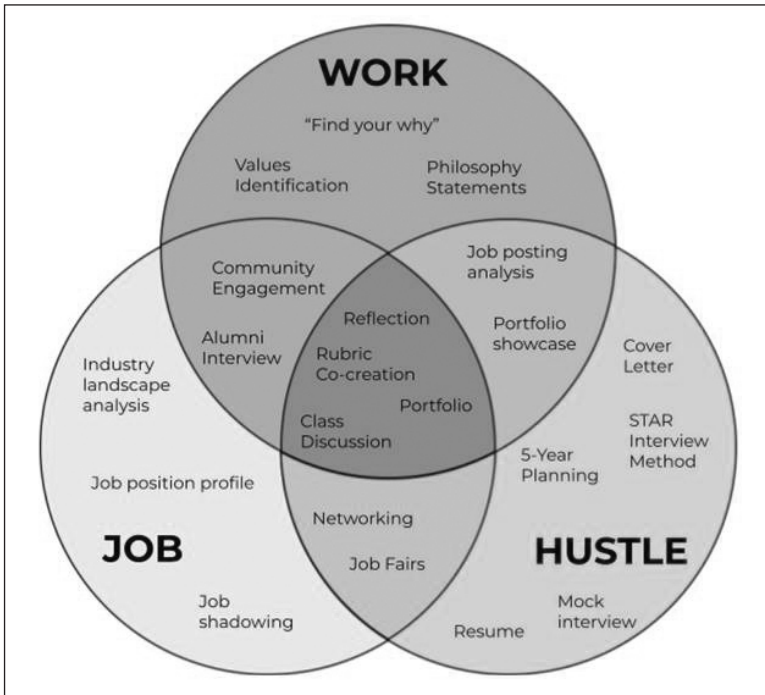 WORK
“Find your why”
Values
Identification
Philosophy
Statements
Community
Engagement
Job posting
analysis
Reflection
Alumni
Interview
Portfolio
showcase
Rubric
Co-creation
Cover
Letter
Industry
landscape
analysis
Portfolio
Class
Discussion
STAR
Interview
Method
5-Year
Planning
Job position profile
Networking
JOB
HUSTLE
Job Fairs
Job
shadowing
Mock
interview
Resume